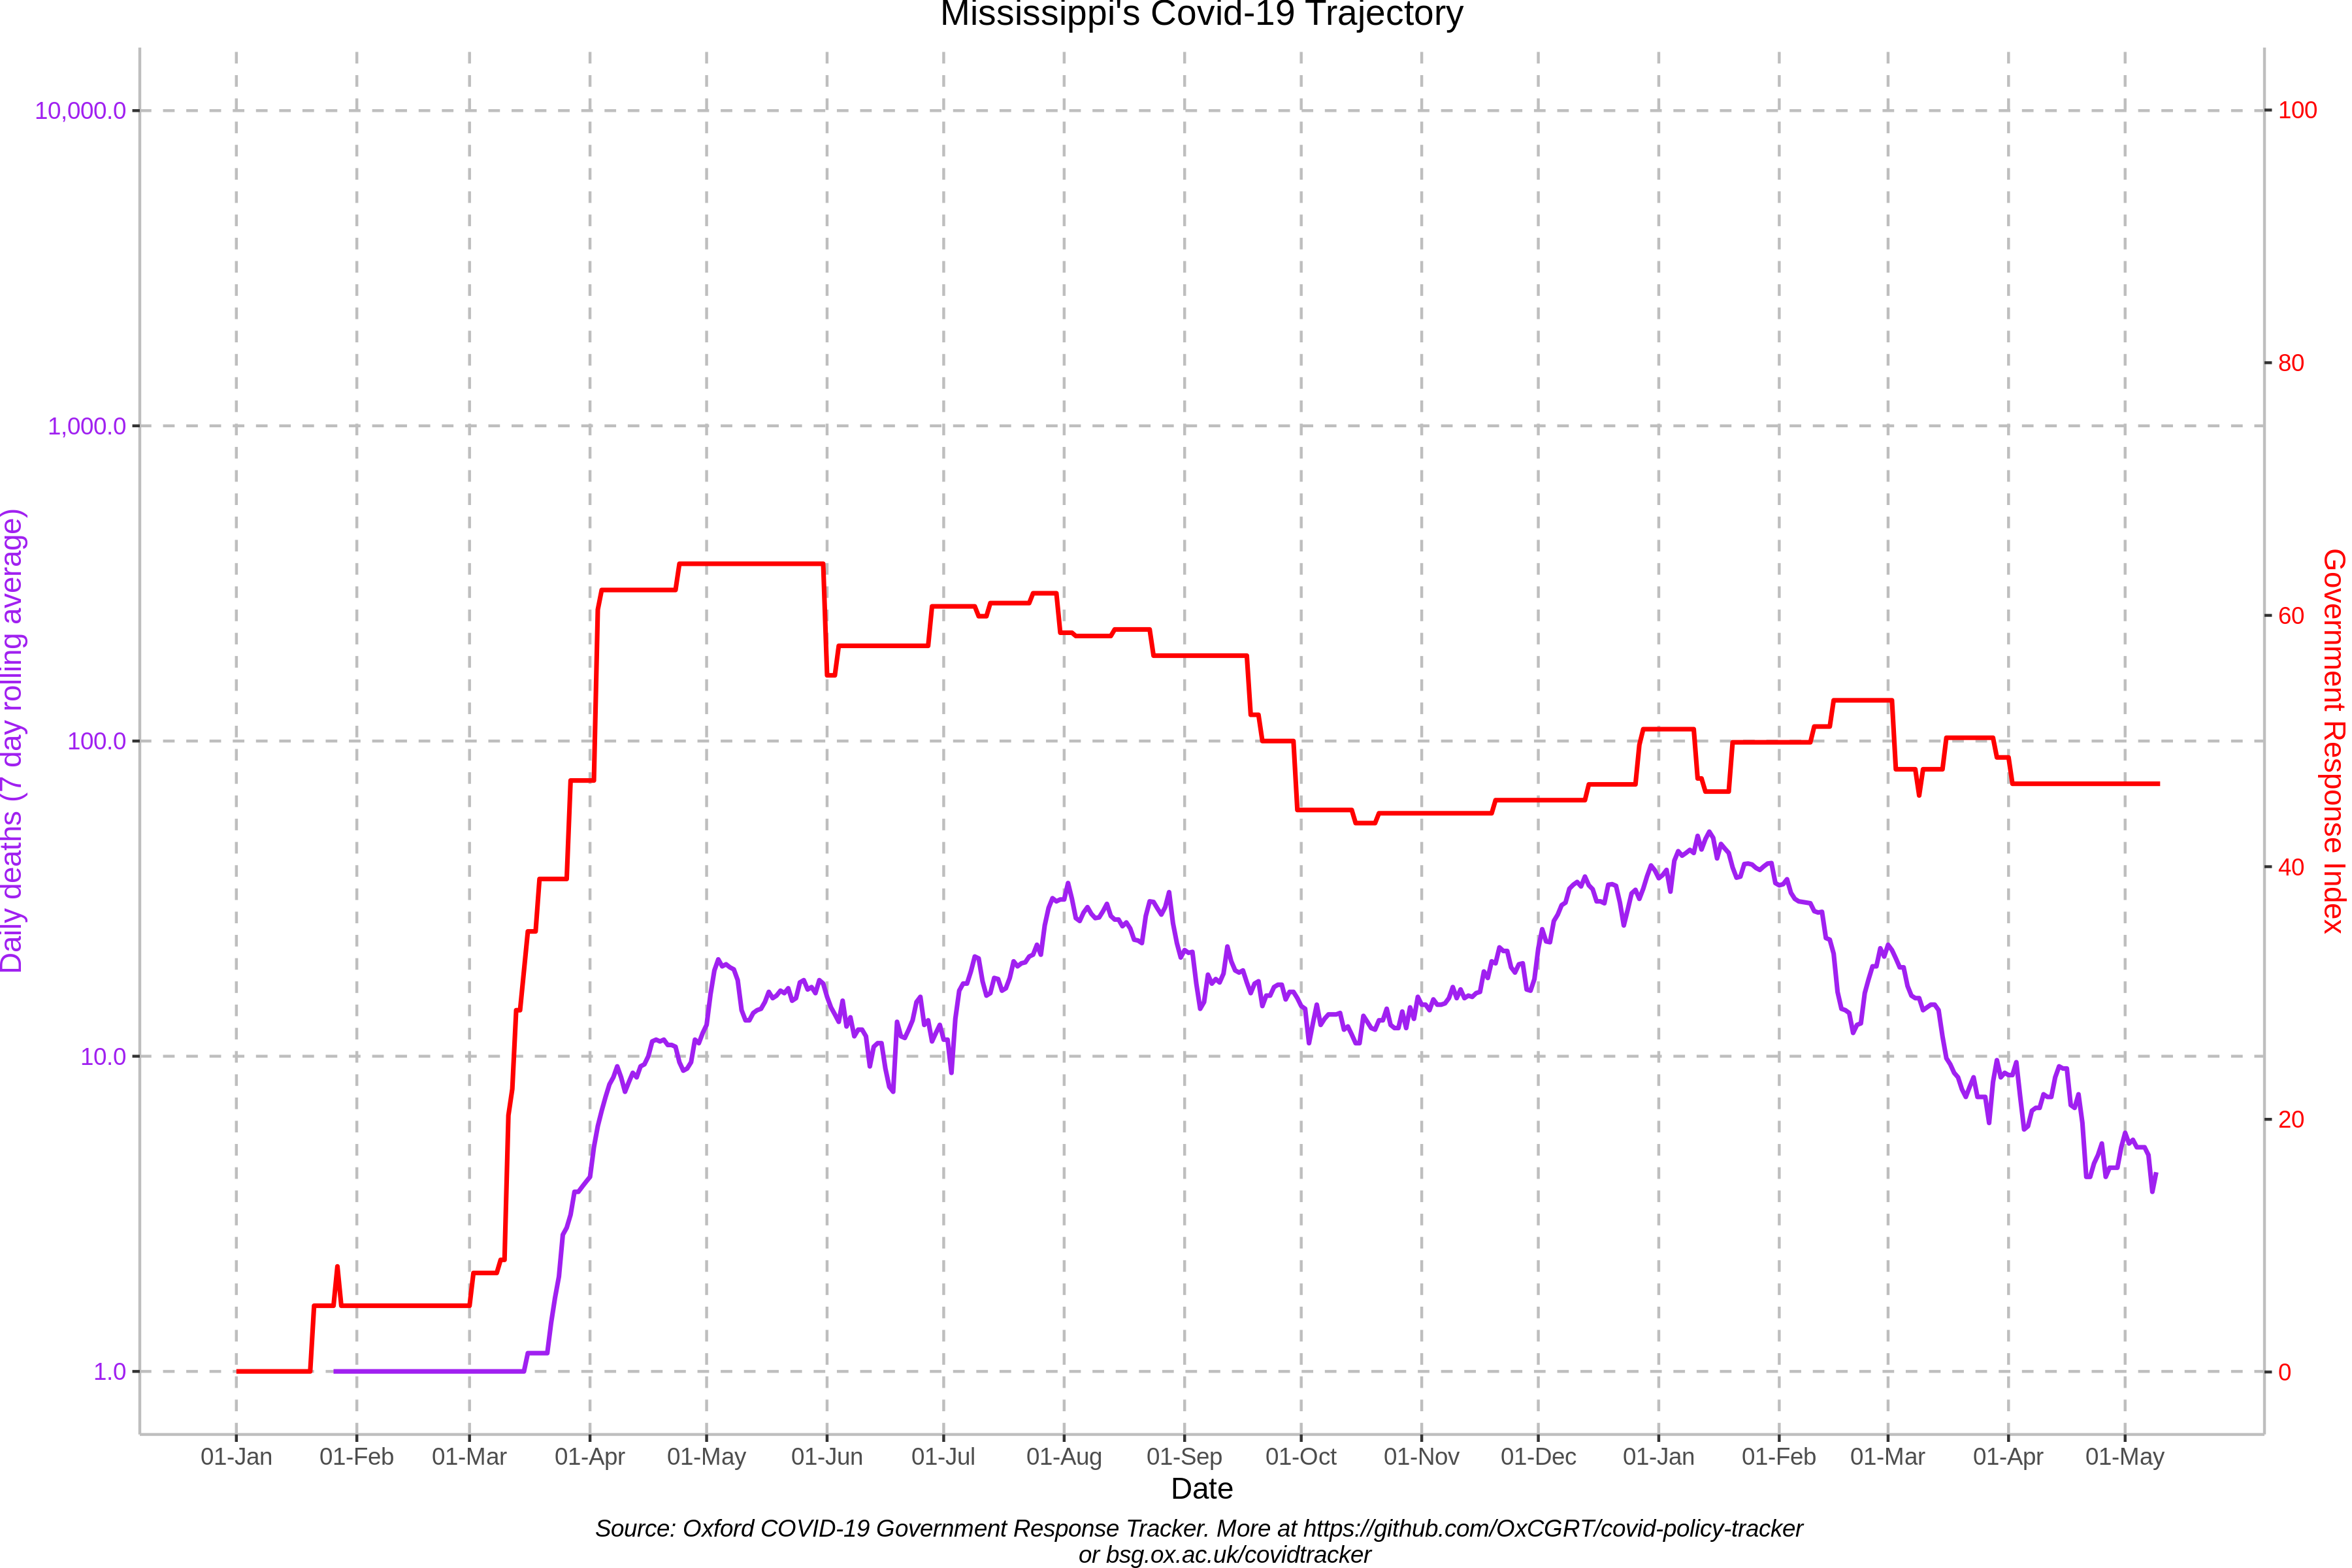 Mississippi's Covid-19 Trajectory
10,000.0
1,000.0
100.0
10.0
1.0
Daily deaths (7 day rolling average)
100
80
60
40
20
0
Government Response Index
01-Jan 01-Feb 01-Mar 01-Apr 01-May 01-Jun 01-Jul 01-Aug 01-Sep 01-Oct 01-Nov 01-Dec 01-Jan 01-Feb 01-Mar 01-Apr 01-May
Date
Source: Oxford COVID-19 Government Response Tracker. More at https://github.com/OxCGRT/covid-policy-tracker
or bsg.ox.ac.uk/covidtracker